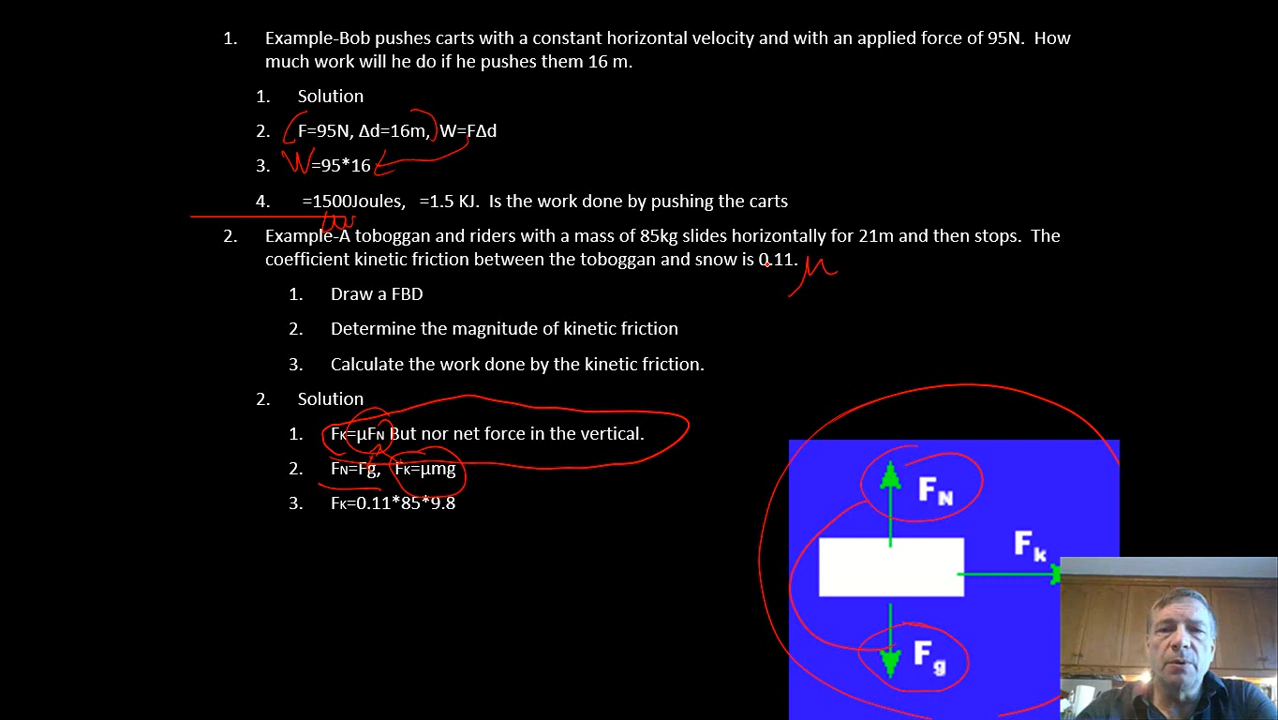 1. Example-Bob pushes carts with a constant horizontal velocity and with an applied force of 95N. How
much work will he do if he pushes them 16 m.
1. Solution
2. F=95N, Δd=16m, W=FΔd
3. W=95*16
4. =1500Joules, =1.5 KJ. Is the work done by pushing the carts
2. Example-A toboggan and riders with a mass of 85kg slides horizontally for 21m and then stops. The
coefficient kinetic friction between the toboggan and snow is 0.11. μ
1. Draw a FBD
2. Determine the magnitude of kinetic friction
3. Calculate the work done by the kinetic friction.
2. Solution
1. FK=μFN But nor net force in the vertical.
2. FN=Fg, FK=μmg
3. FK=0.11*85*9.8
FN
Fk
Fg